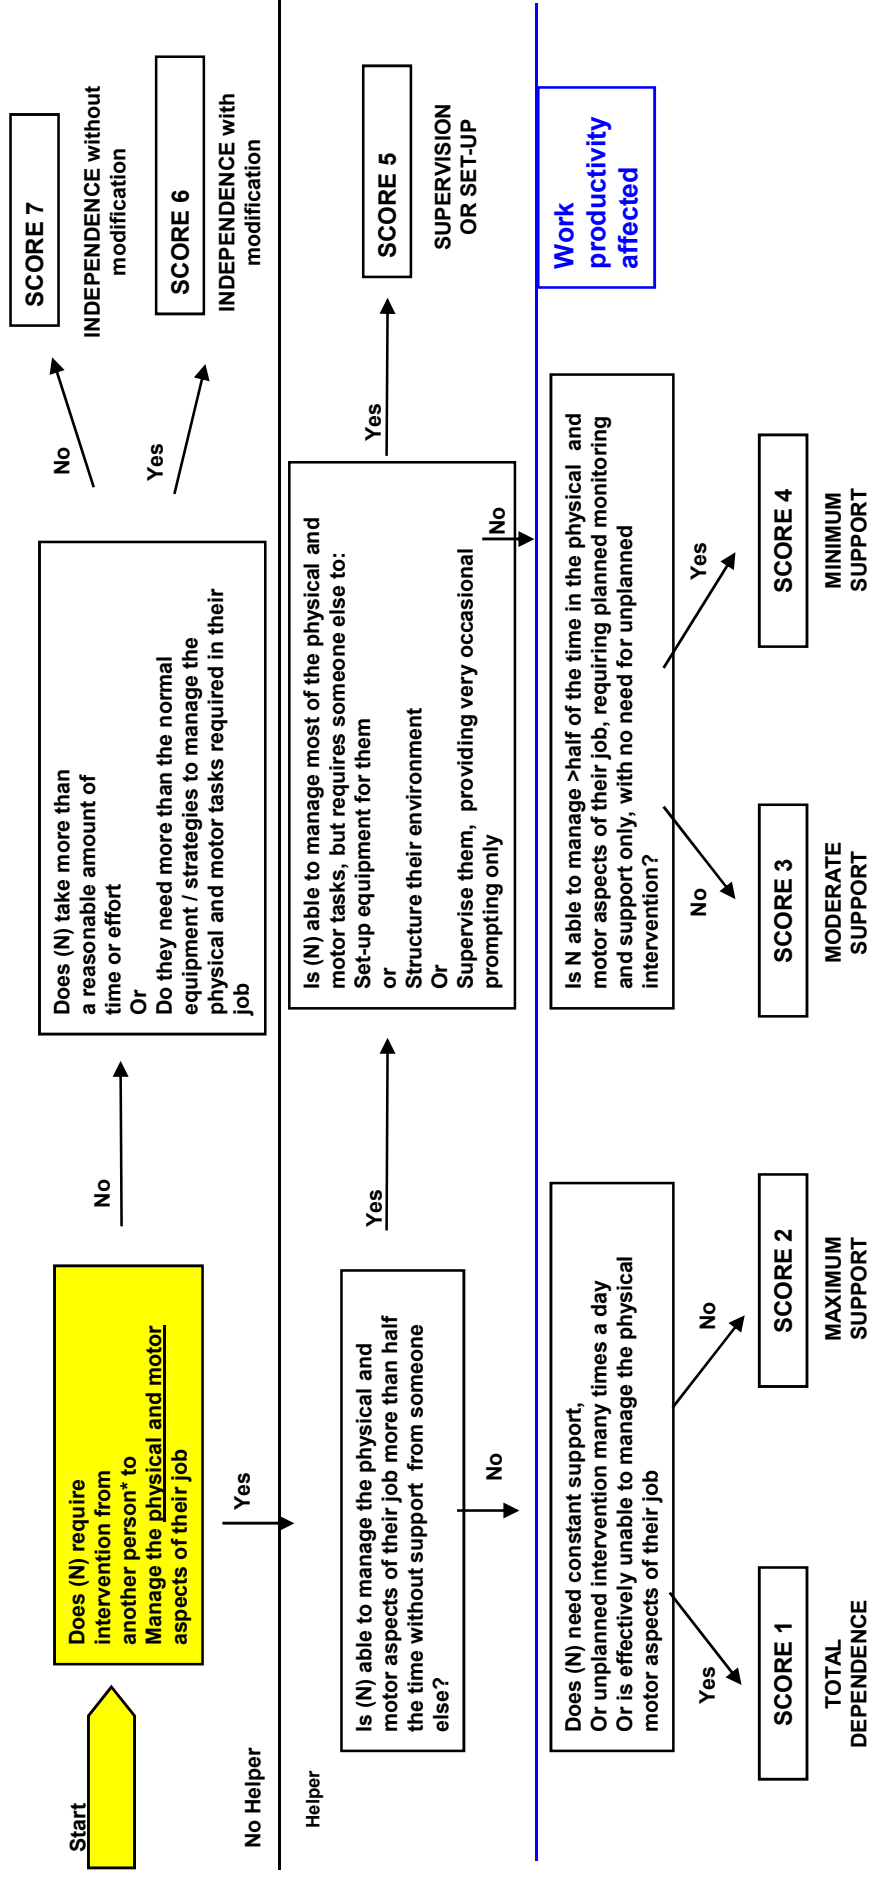 Start
Does (N) require
intervention from
another person* to
Manage the physical and motor
aspects of their job
No
Does (N) take more than
a reasonable amount of
time or effort
Or
Do they need more than the normal
equipment / strategies to manage the
physical and motor tasks required in their
job
No
SCORE 7
INDEPENDENCE without
modification
Yes
SCORE 6
INDEPENDENCE with
modification
Yes
No Helper
Helper
Is (N) able to manage the physical and
motor aspects of their job more than half
the time without support from someone
else?
Yes
Is (N) able to manage most of the physical and
motor tasks, but requires someone else to:
Set-up equipment for them
or
Structure their environment
Or
Supervise them, providing very occasional
prompting only
Yes
SCORE 5
SUPERVISION
OR SET-UP
No
No
Work
productivity
affected
Does (N) need constant support,
Or unplanned intervention many times a day
Or is effectively unable to manage the physical
motor aspects of their job
Yes
No
SCORE 1
TOTAL
DEPENDENCE
SCORE 2
MAXIMUM
SUPPORT
Is N able to manage >half of the time in the physical and
motor aspects of their job, requiring planned monitoring
and support only, with no need for unplanned
intervention?
No
Yes
SCORE 3
MODERATE
SUPPORT
SCORE 4
MINIMUM
SUPPORT